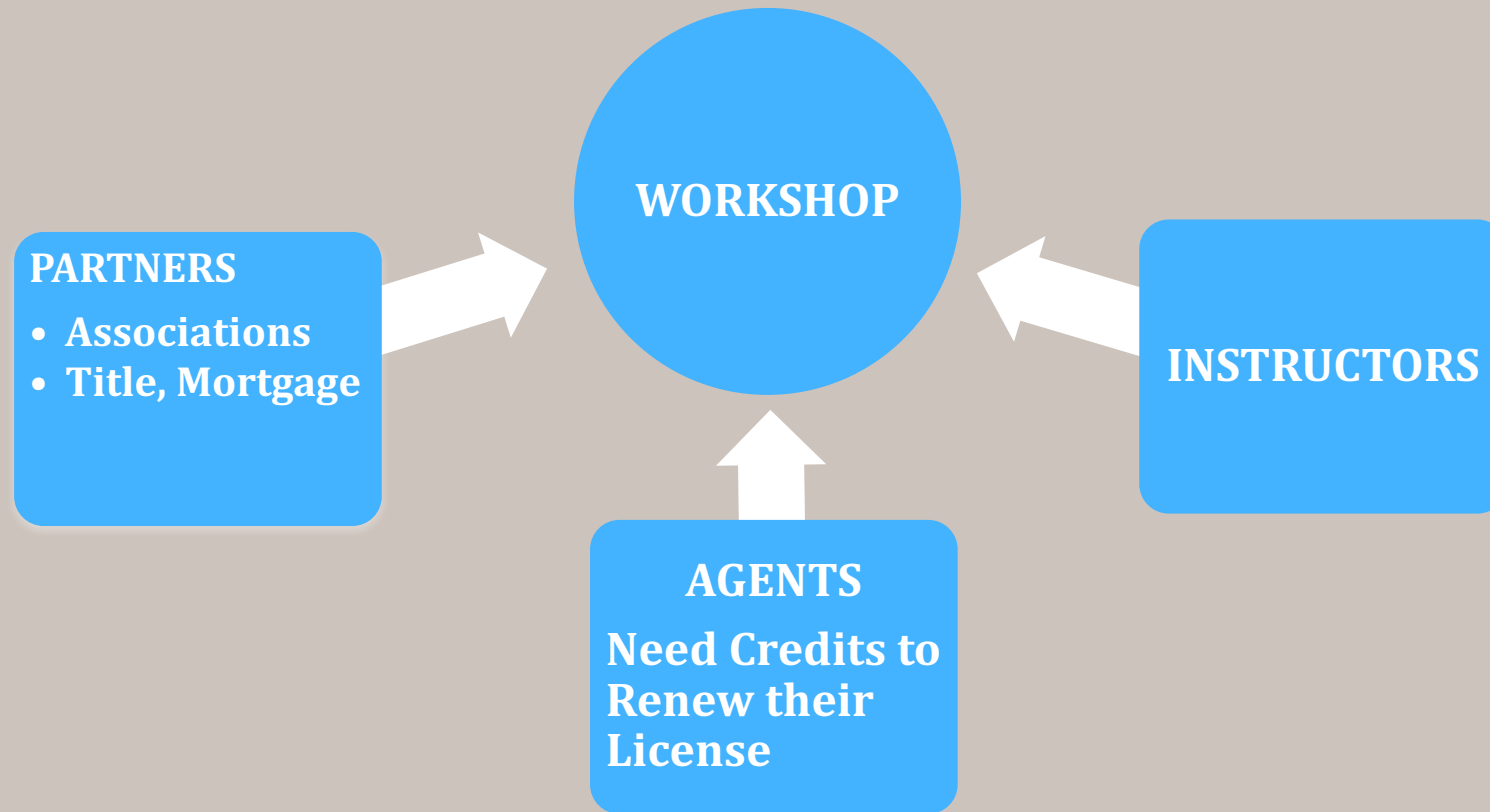 WORKSHOP
PARTNERS
• Associations
• Title, Mortgage
INSTRUCTORS
AGENTS
Need Credits to
Renew their
License